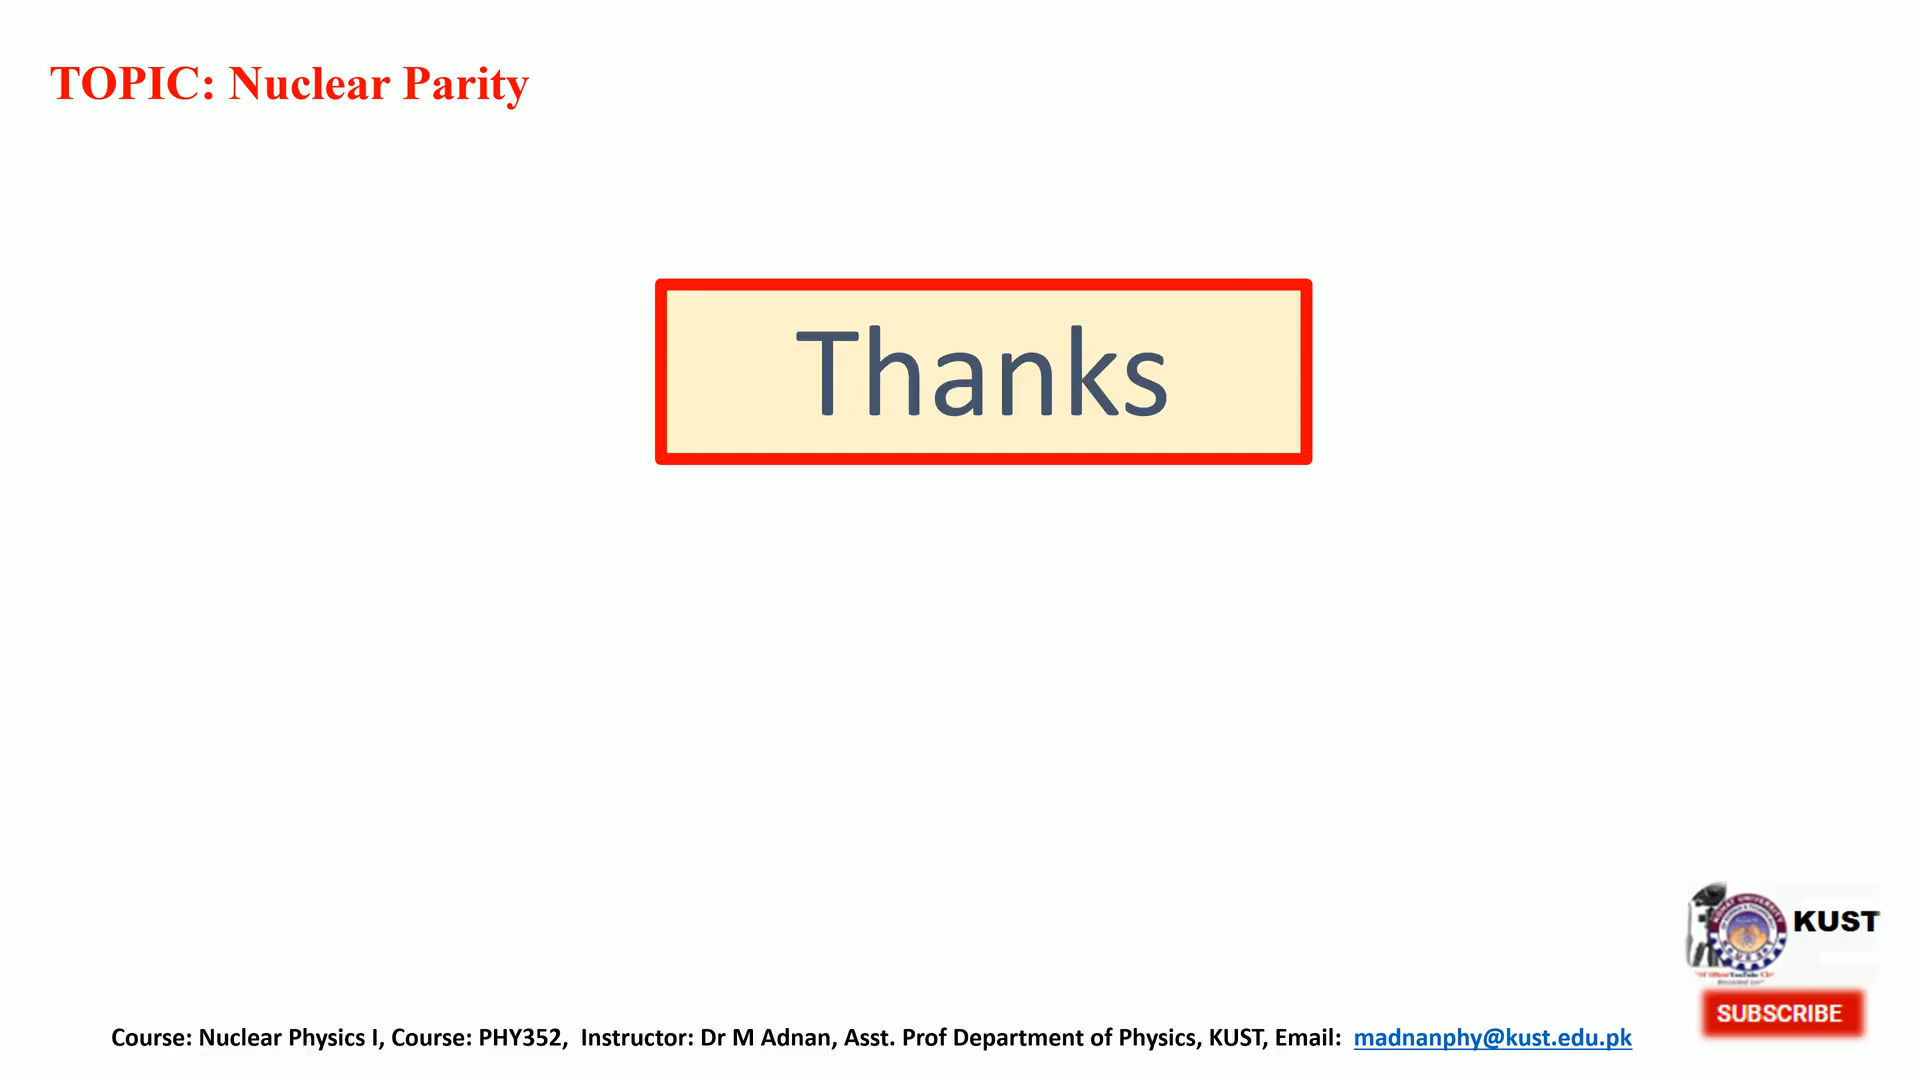 TOPIC: Nuclear Parity
Thanks
KUST
SUBSCRIBE
Course: Nuclear Physics I, Course: PHY352, Instructor: Dr M Adnan, Asst. Prof Department of Physics, KUST, Email: madnanphy@kust.edu.pk